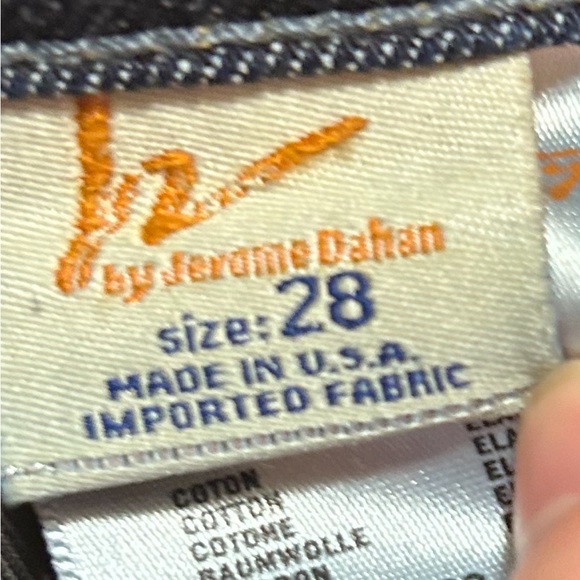 by Jerome Dahan
size: 28
MADE IN U.S.A.
IMPORTED FABRIC
COTON
COTTON
COTONE
BAUMWOLLE